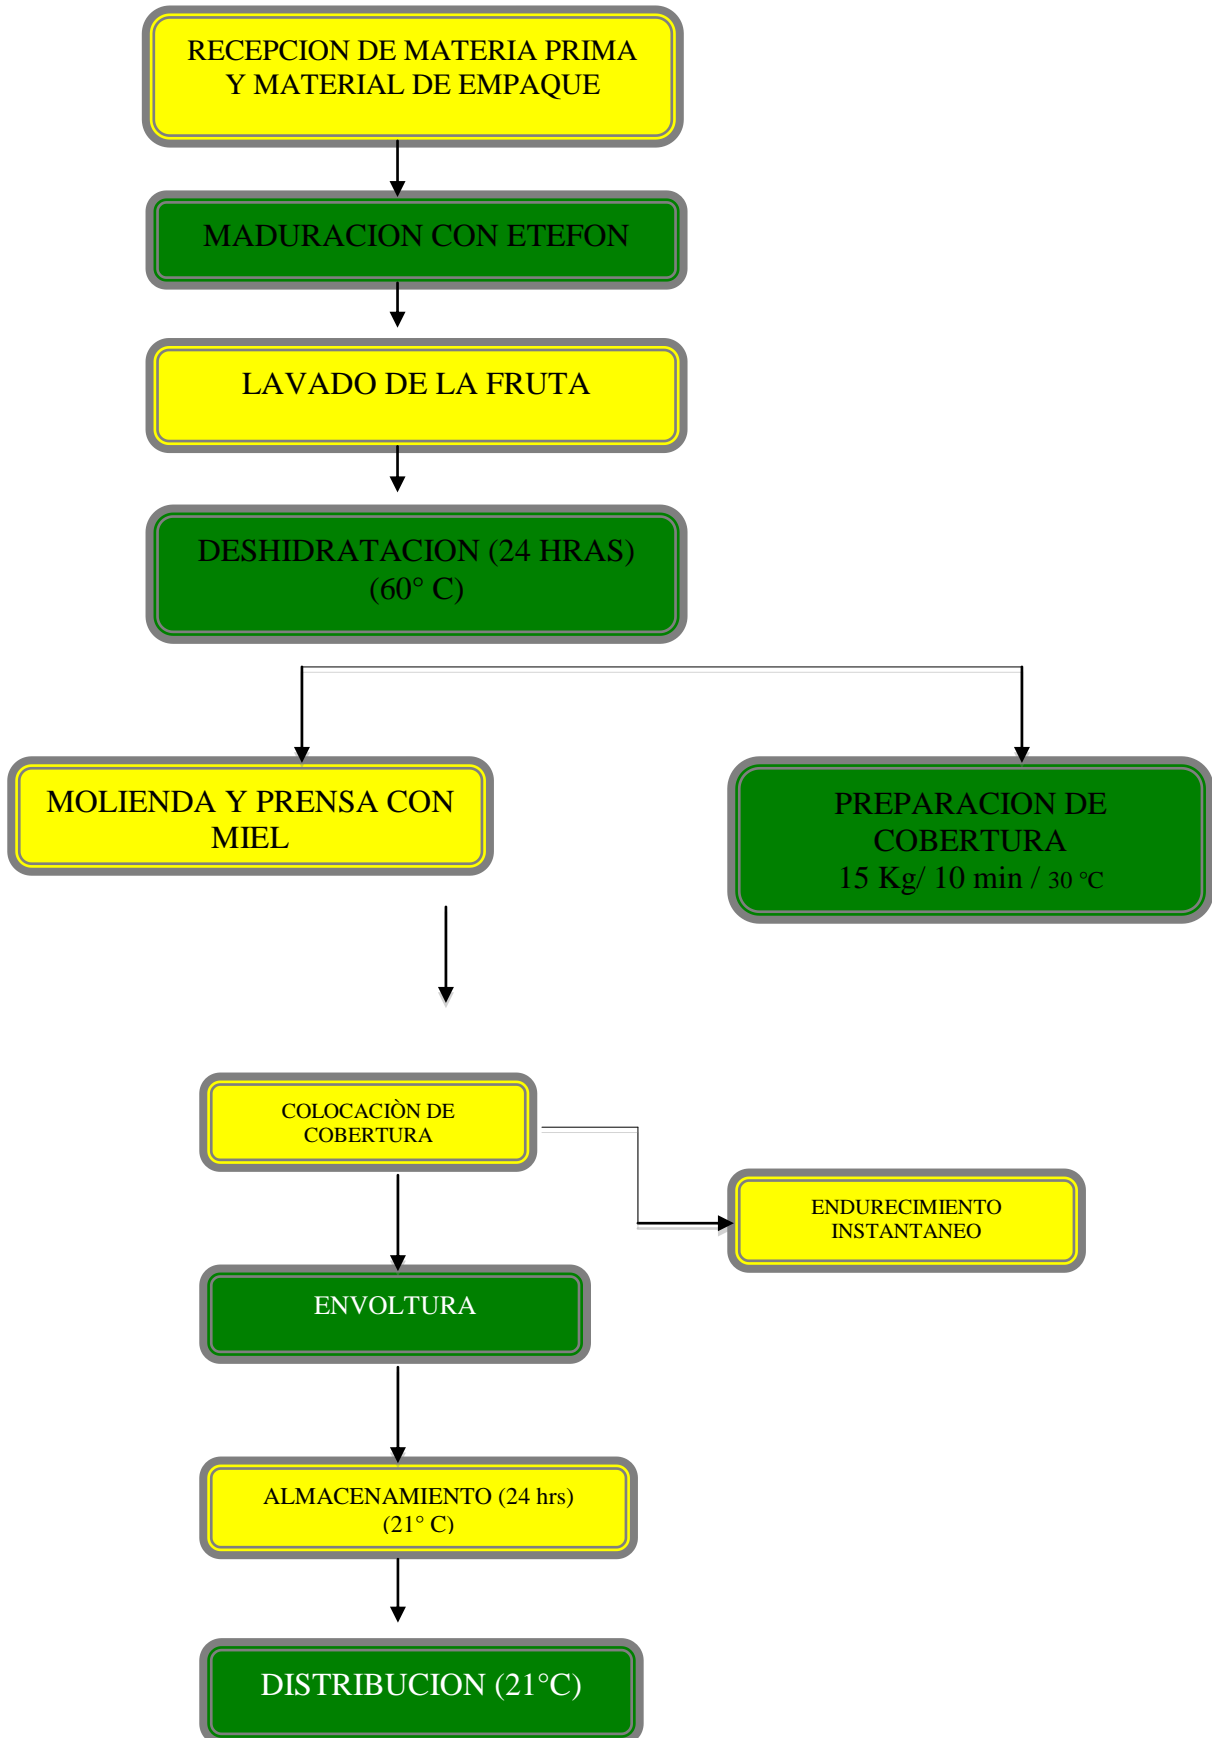 RECEPCION DE MATERIA PRIMA
Y MATERIAL DE EMPAQUE
MADURACION CON ETEFON
LAVADO DE LA FRUTA
DESHIDRATACION (24 HRAS)
(60° C)
MOLIENDA Y PRENSA CON
MIEL
PREPARACION DE
COBERTURA
15 Kg/ 10 min / 30 °C
COLOCACIÒN DE
COBERTURA
ENDURECIMIENTO
INSTANTANEO
ENVOLTURA
ALMACENAMIENTO (24 hrs)
(21° C)
DISTRIBUCION (21°C)